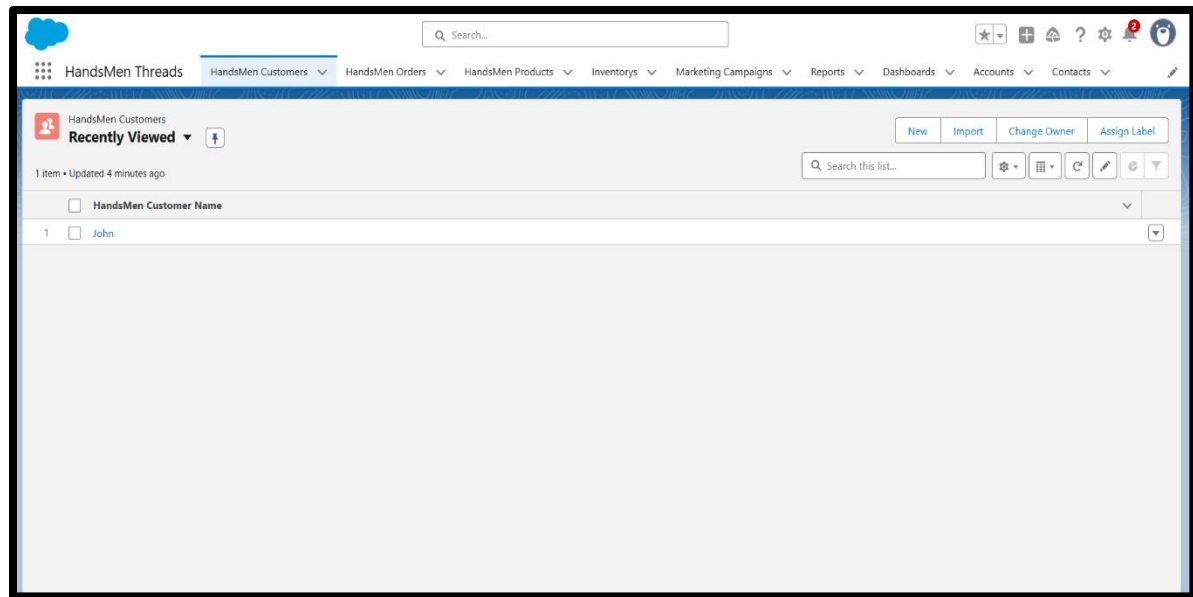 Search...
2
HandsMen Threads HandsMen Customers HandsMen Orders HandsMen Products Inventorys Marketing Campaigns Reports Dashboards Accounts Contacts
HandsMen Customers
Recently Viewed
New Import Change Owner Assign Label
1 item • Updated 4 minutes ago
Search this list...
HandsMen Customer Name
1 John